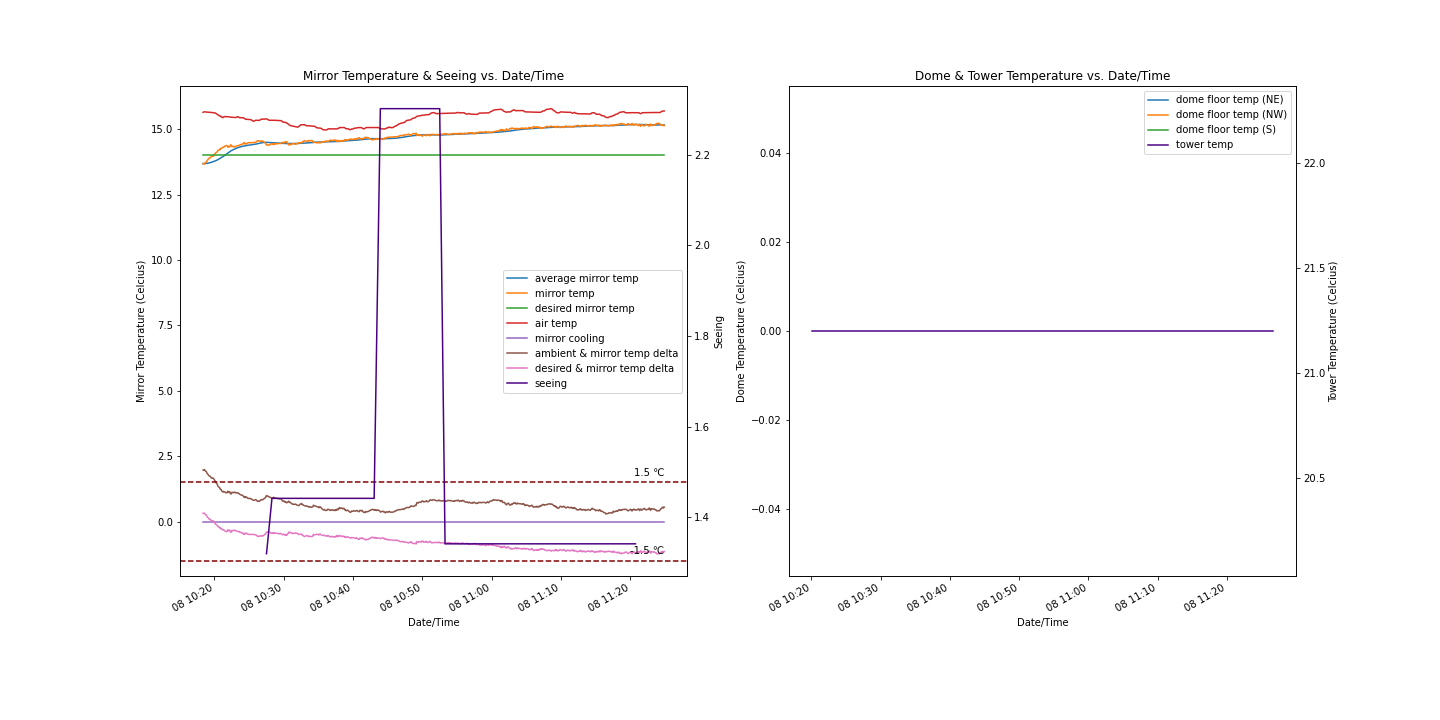 Mirror Temperature & Seeing vs. Date/Time
15.0
12.5
10.0
7.5
5.0
2.5
0.0
Mirror Temperature (Celcius)
2.2
2.0
1.8
1.6
1.4
Seeing
average mirror temp
mirror temp
desired mirror temp
air temp
mirror cooling
ambient & mirror temp delta
desired & mirror temp delta
seeing
1.5 ℃
-1.5 ℃
08 10:20
08 10:30
08 10:40
08 10:50
08 11:00
08 11:10
08 11:20
Date/Time
Dome & Tower Temperature vs. Date/Time
0.04
0.02
0.00
−0.02
−0.04
Dome Temperature (Celcius)
22.0
21.5
21.0
20.5
Tower Temperature (Celcius)
dome floor temp (NE)
dome floor temp (NW)
dome floor temp (S)
tower temp
08 10:20
08 10:30
08 10:40
08 10:50
08 11:00
08 11:10
08 11:20
Date/Time